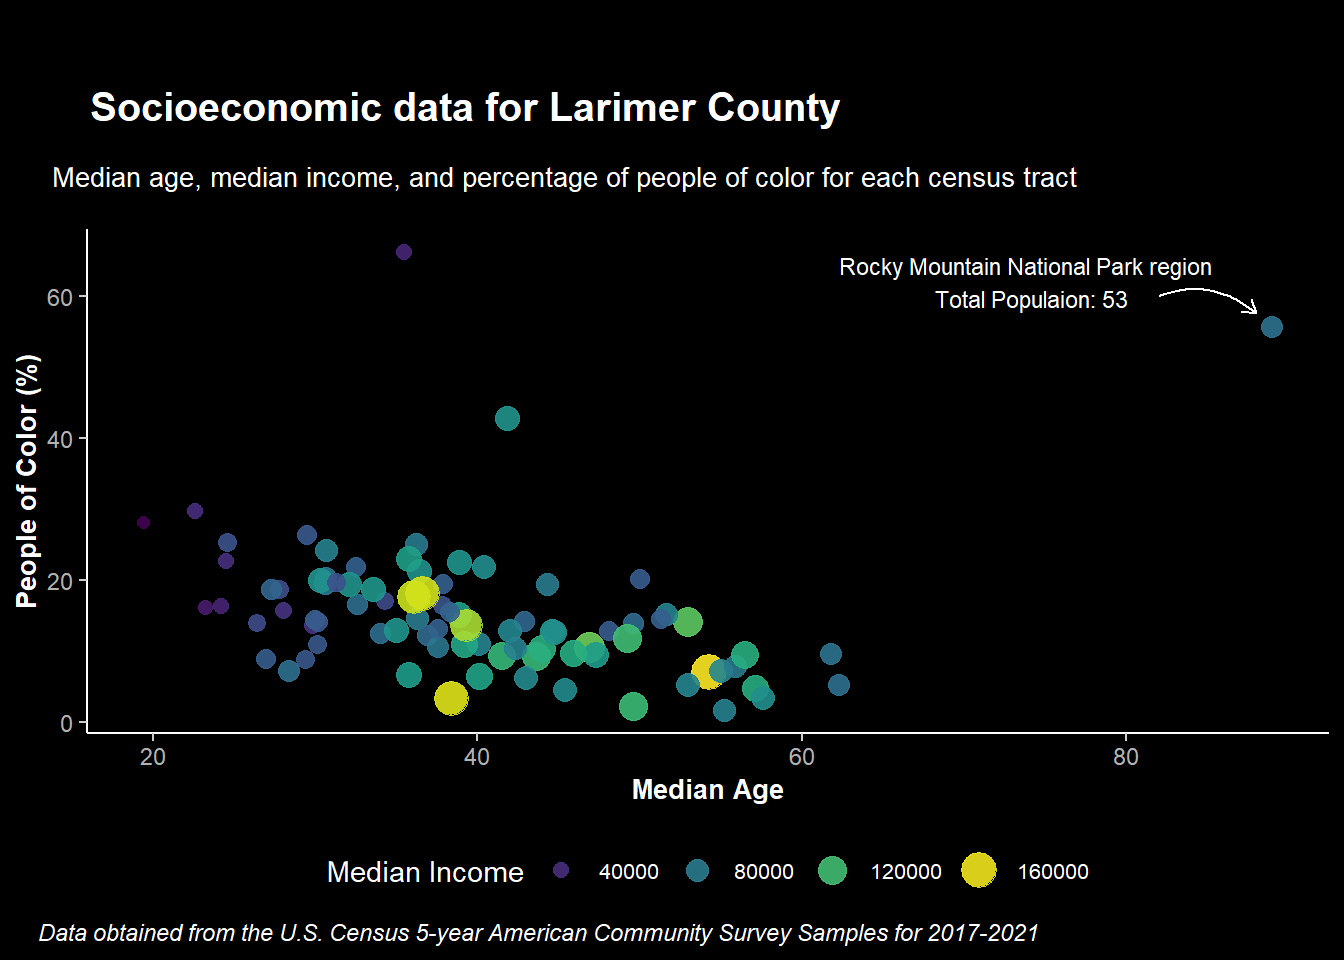 Socioeconomic data for Larimer County
Median age, median income, and percentage of people of color for each census tract
Rocky Mountain National Park region
Total Populaion: 53
People of Color (%)
60
40
20
0
20 40 60 80
Median Age
Median Income 40000 80000 120000 160000
Data obtained from the U.S. Census 5-year American Community Survey Samples for 2017-2021